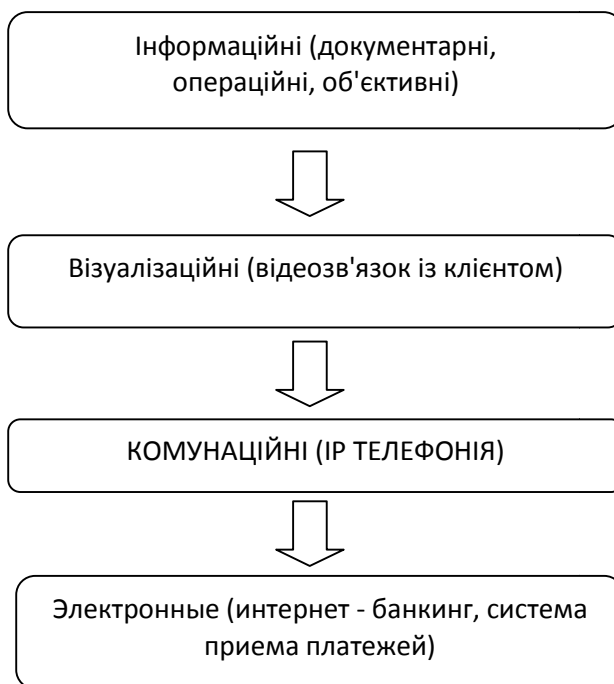 Інформаційні (документарні,
операційні, об'єктивні)
Візуалізаційні (відеозв'язок із клієнтом)
КОМУНАЦІЙНІ (IP ТЕЛЕФОНІЯ)
Электронные (интернет - банкинг, система
приема платежей)